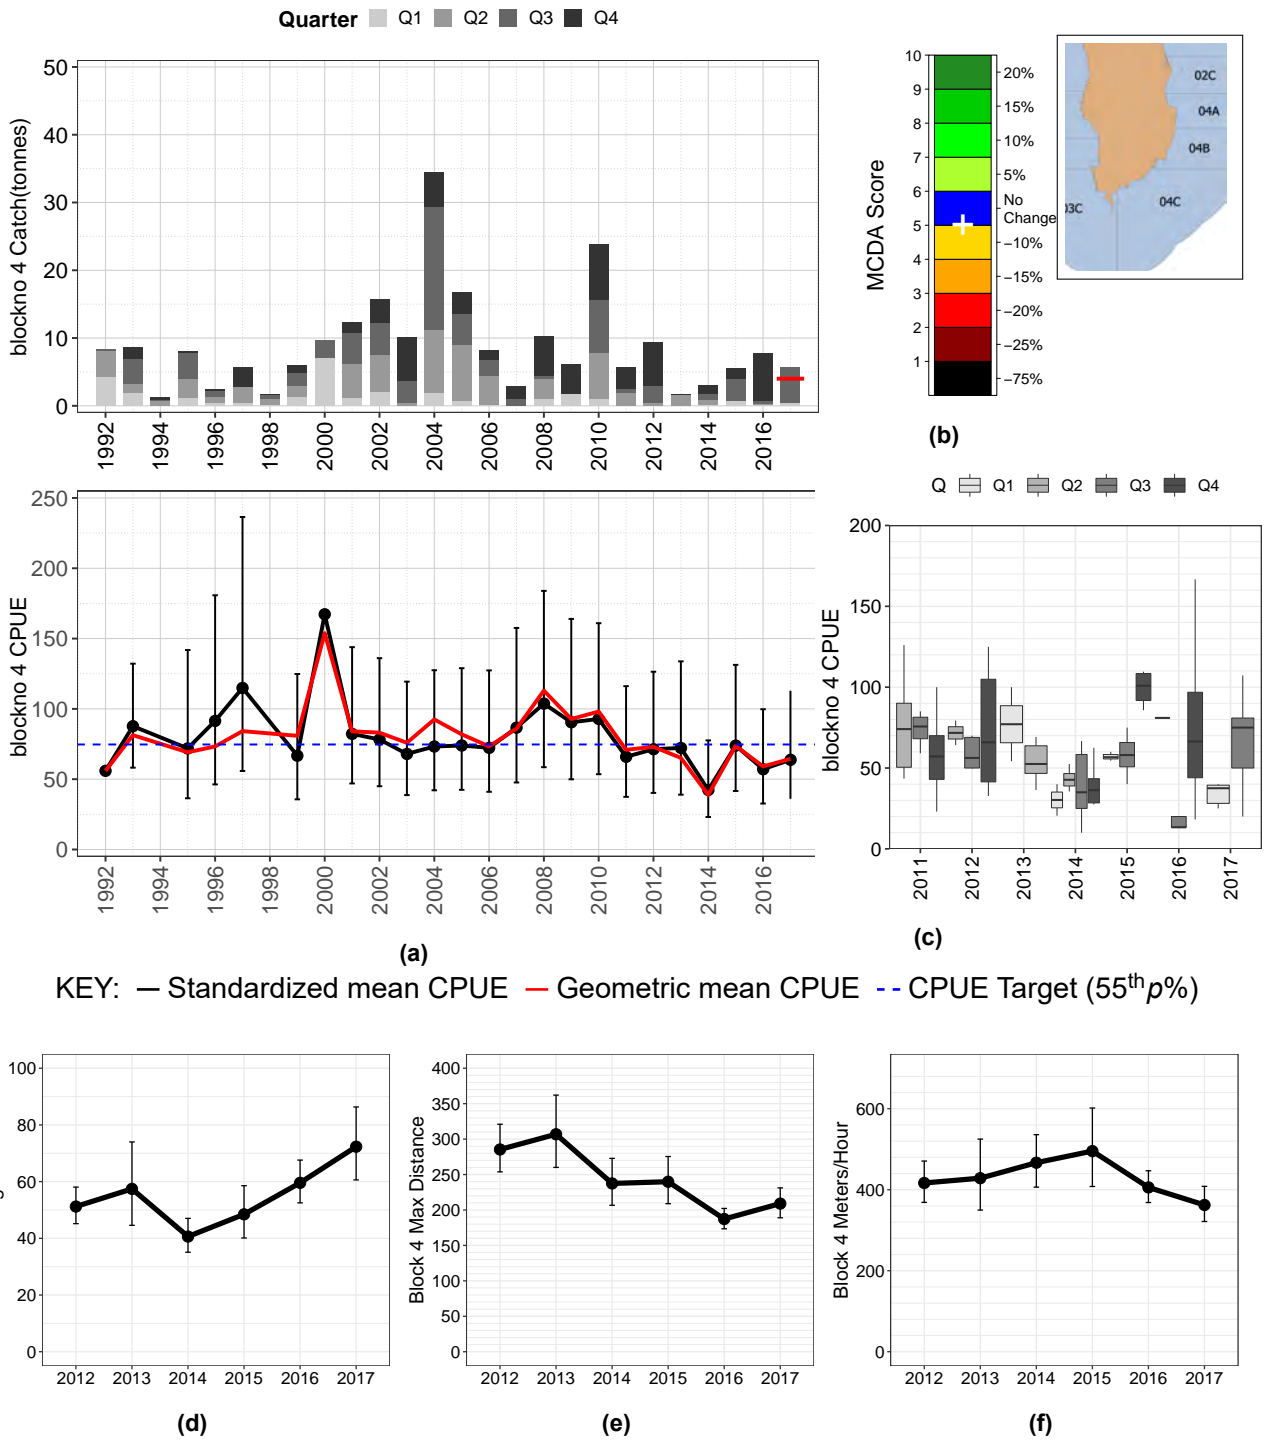 Quarter Q1 Q2 Q3 Q4
blockno 4 Catch(tonnes)
50
40
30
20
10
0
1992 1994 1996 1998 2000 2002 2004 2006 2008 2010 2012 2014 2016
MCDA Score
10
9
8
7
6
5
4
3
2
1
20%
15%
10%
5%
No
Change
−10%
−15%
−20%
−25%
−75%
(b)
02C
04A
04B
04C
03C
blockno 4 CPUE
250
200
150
100
50
0
1992 1994 1996 1998 2000 2002 2004 2006 2008 2010 2012 2014 2016
(a)
Q Q1 Q2 Q3 Q4
blockno 4 CPUE
200
150
100
50
0
2011 2012 2013 2014 2015 2016 2017
(c)
KEY: Standardized mean CPUE Geometric mean CPUE CPUE Target (55th p%)
100
80
60
40
20
0
2012 2013 2014 2015 2016 2017
(d)
Block 4 Max Distance
400
350
300
250
200
150
100
50
0
2012 2013 2014 2015 2016 2017
(e)
Block 4 Meters/Hour
600
400
200
0
2012 2013 2014 2015 2016 2017
(f)